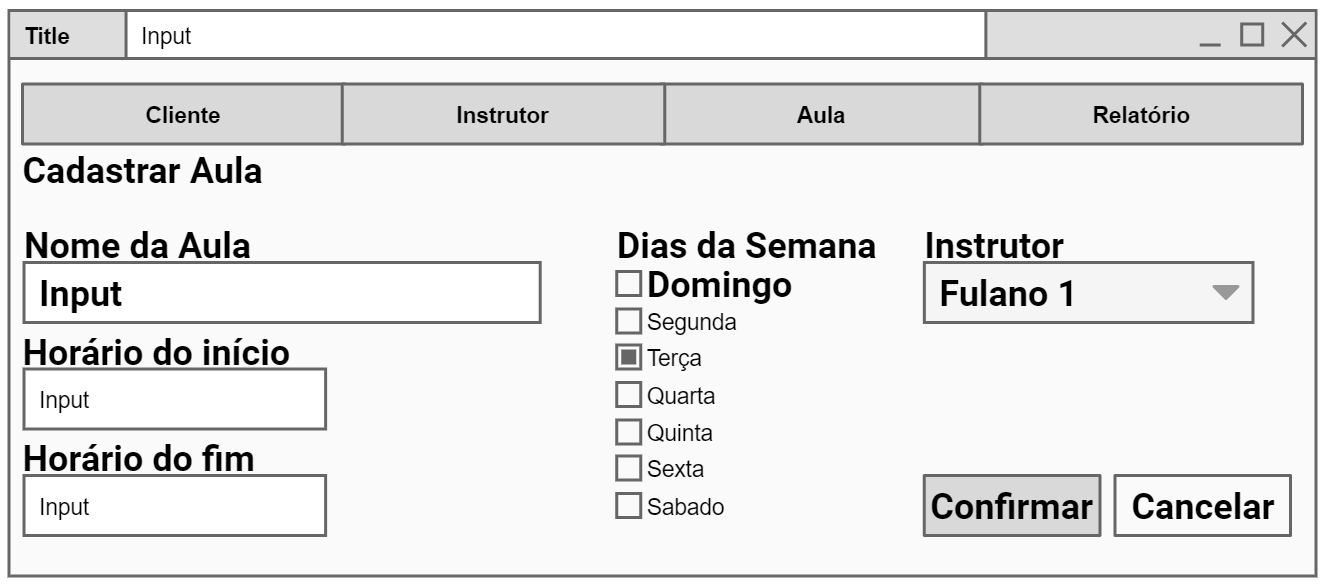 Title Input
Cliente Instrutor Aula Relatório
Cadastrar Aula
Nome da Aula
Input
Horário do início
Input
Horário do fim
Input
Dias da Semana
Domingo
Segunda
Terça
Quarta
Quinta
Sexta
Sabado
Instrutor
Fulano 1
Confirmar Cancelar